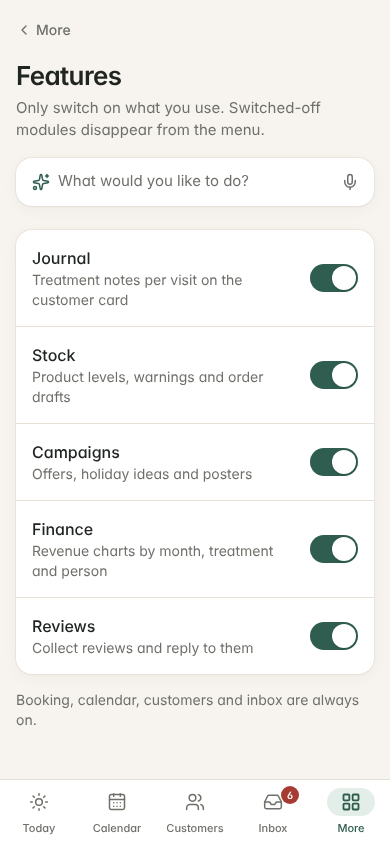 More
Features
Only switch on what you use. Switched-off
modules disappear from the menu.
What would you like to do?
Journal
Treatment notes per visit on the
customer card
Stock
Product levels, warnings and order
drafts
Campaigns
Offers, holiday ideas and posters
Finance
Revenue charts by month, treatment
and person
Reviews
Collect reviews and reply to them
Booking, calendar, customers and inbox are always
on.
6
Today
Calendar
Customers
Inbox
More